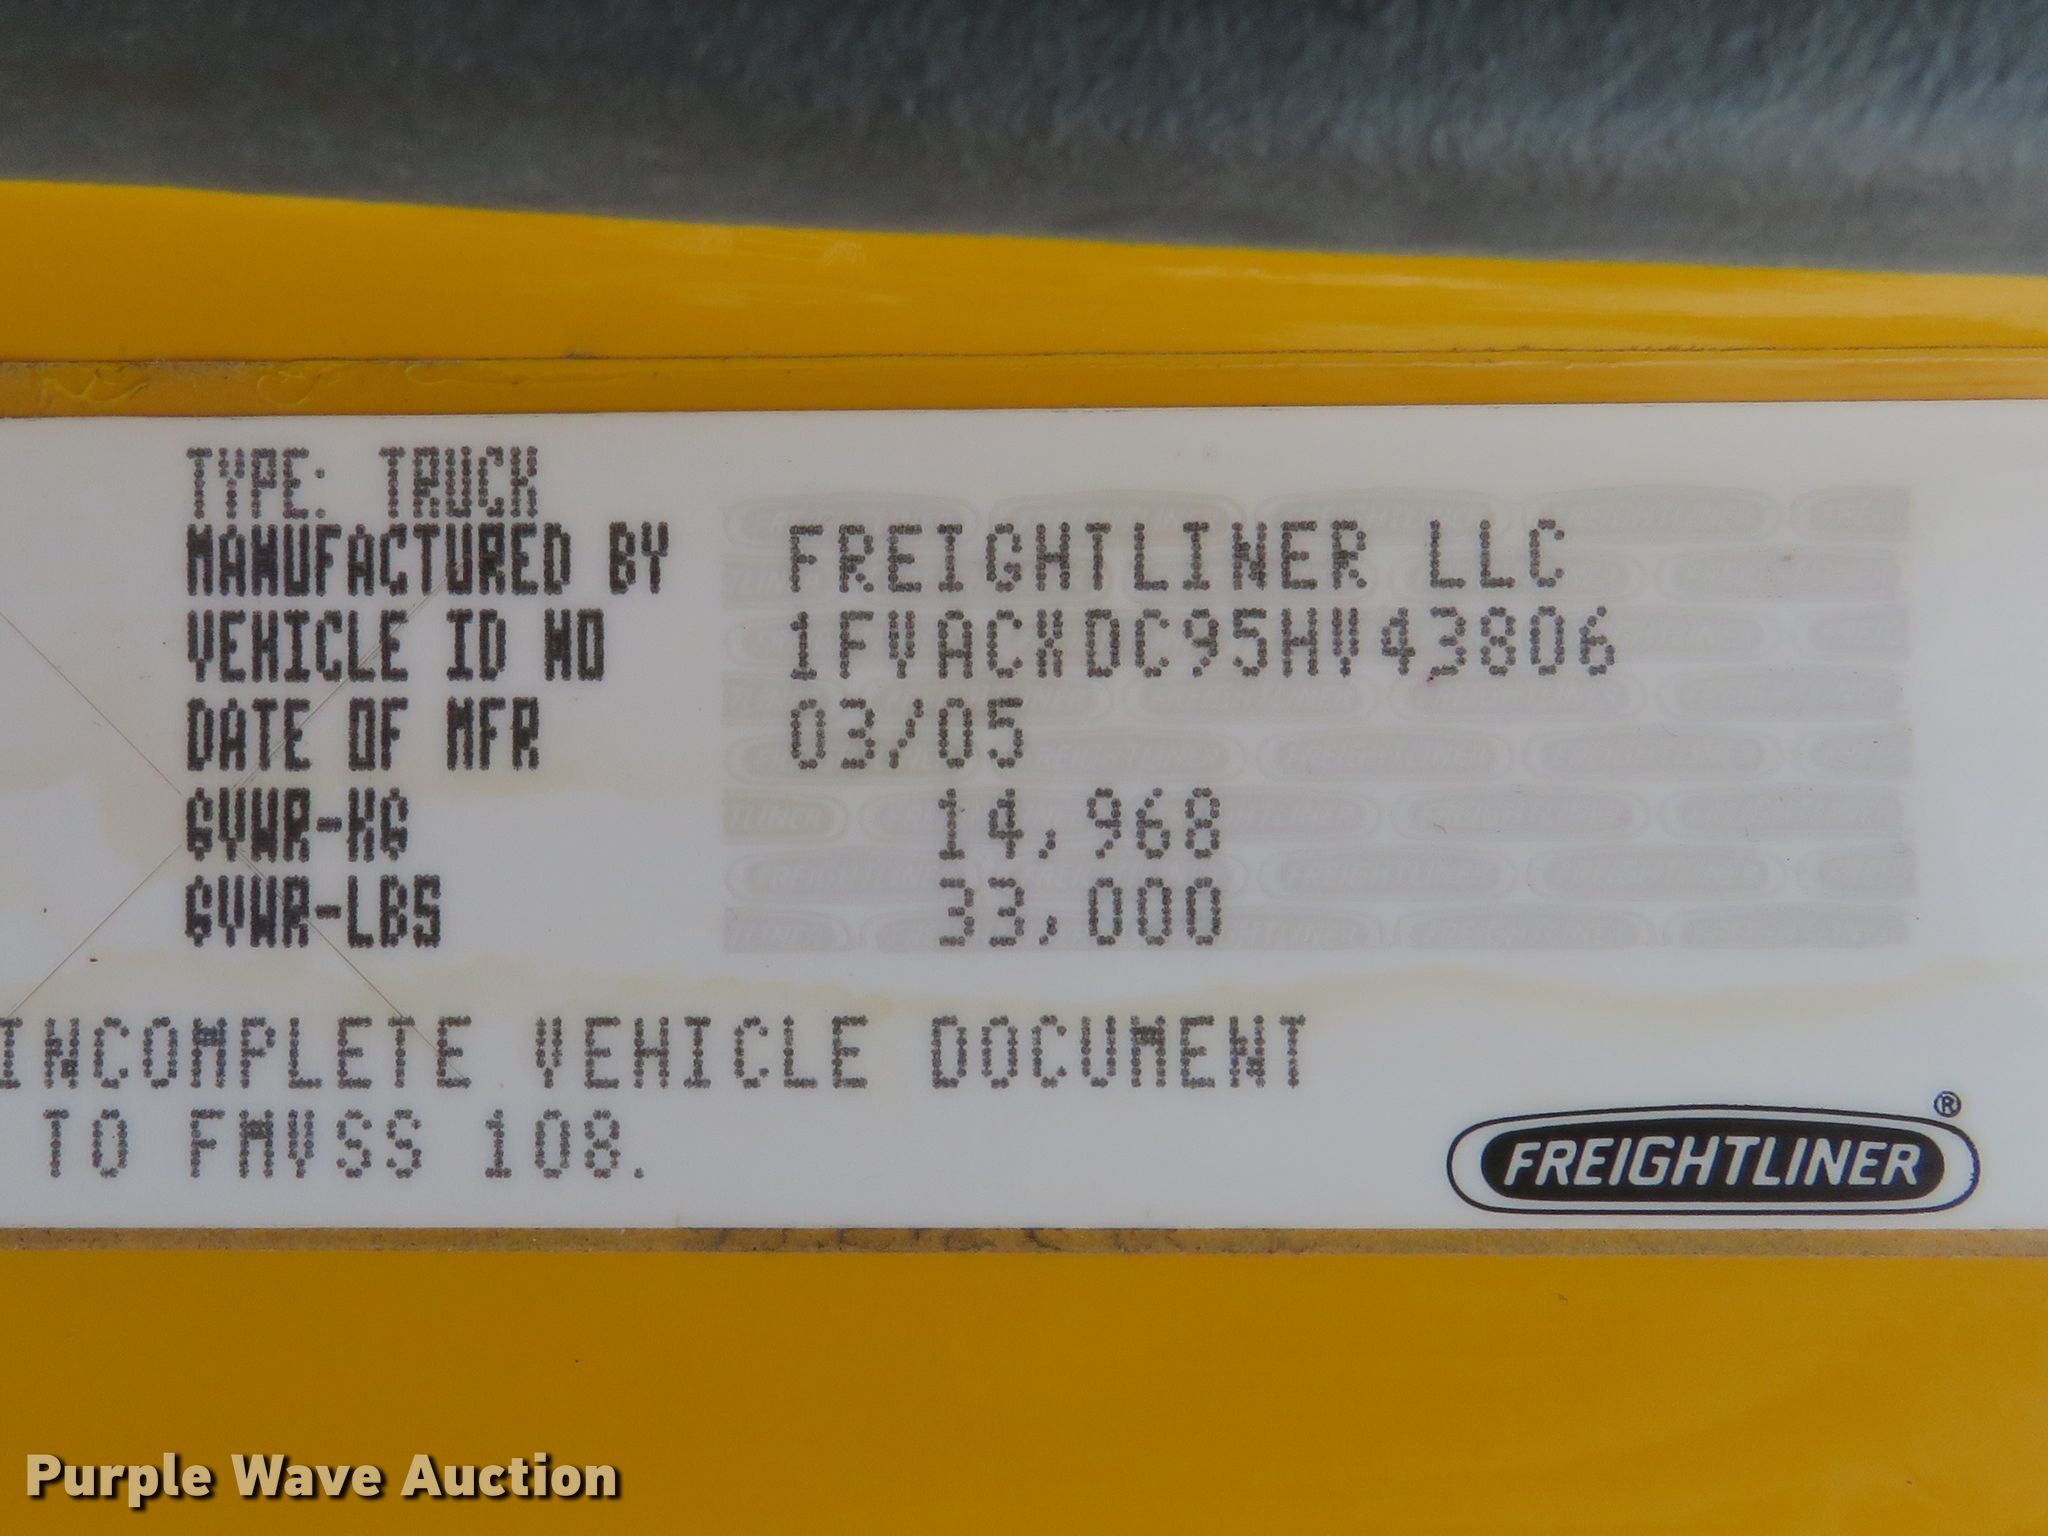 TYPE: TRUCK
MANUFACTURED BY FREIGHTLINER LLC
VEHICLE ID NO 1FVACXDC95HV43806
DATE OF MFR 03/05
GVWR-KG 14,968
GVWR-LBS 33,000
INCOMPLETE VEHICLE DOCUMENT
TO FMVSS 108.
FREIGHTLINER®
Purple Wave Auction